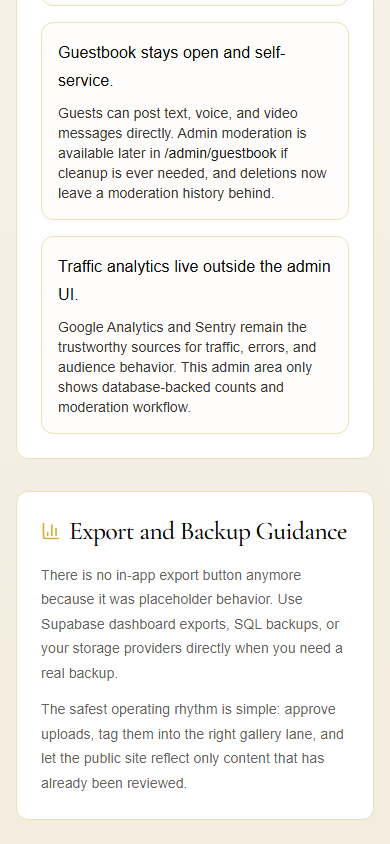 Guestbook stays open and self-
service.
Guests can post text, voice, and video
messages directly. Admin moderation is
available later in /admin/guestbook if
cleanup is ever needed, and deletions now
leave a moderation history behind.
Traffic analytics live outside the admin
UI.
Google Analytics and Sentry remain the
trustworthy sources for traffic, errors, and
audience behavior. This admin area only
shows database-backed counts and
moderation workflow.
Export and Backup Guidance
There is no in-app export button anymore
because it was placeholder behavior. Use
Supabase dashboard exports, SQL backups, or
your storage providers directly when you need a
real backup.
The safest operating rhythm is simple: approve
uploads, tag them into the right gallery lane, and
let the public site reflect only content that has
already been reviewed.